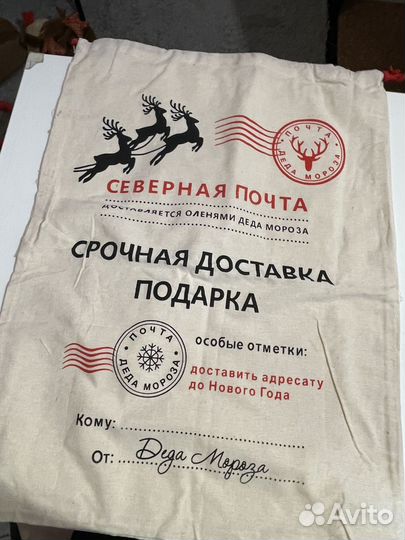 ПОЧТА
ДЕДА МОРОЗА
СЕВЕРНАЯ ПОЧТА
ДОСТАВЛЯЕТСЯ ОЛЕНЯМИ ДЕДА МОРОЗА
СРОЧНАЯ ДОСТАВКА
ПОДАРКА
ПОЧТА
ДЕДА МОРОЗА
особые отметки:
доставить адресату
до Нового Года
Кому:
От: Деда Мороза
Avito